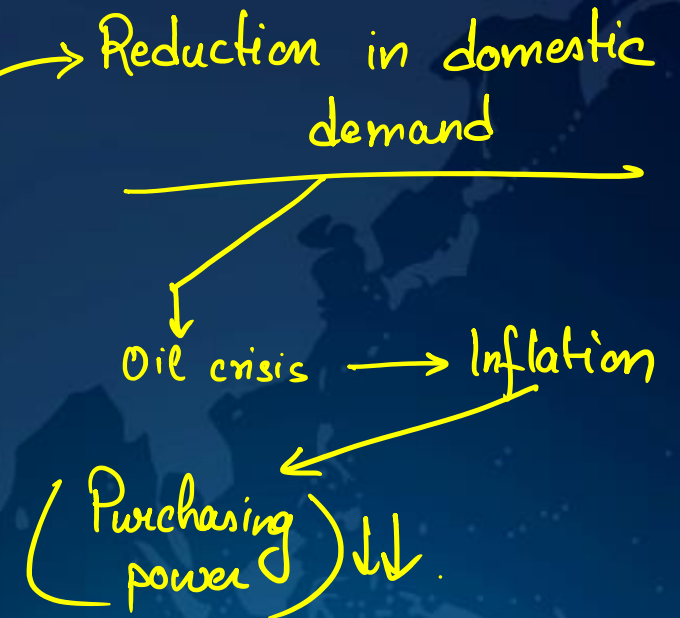 → Reduction in domestic
demand
Oil crisis → Inflation
(Purchasing
power) ↓↓.